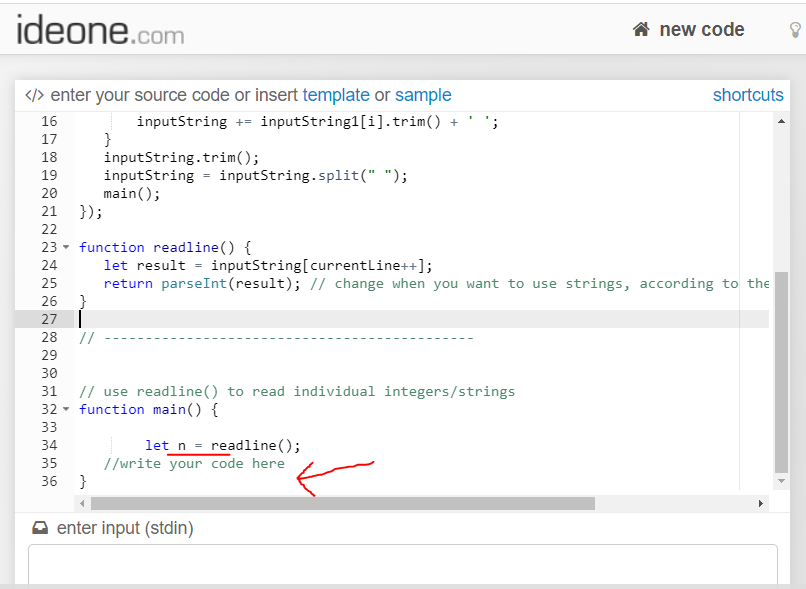 ideone.com
new code
</> enter your source code or insert template or sample
shortcuts
16 inputString += inputString1[i].trim() + ' ';
17 }
18 inputString.trim();
19 inputString = inputString.split(" ");
20 main();
21 });
22
23 function readline() {
24 let result = inputString[currentLine++];
25 return parseInt(result); // change when you want to use strings, according to the
26 }
27
28 // ---------------------------------------------
29
30
31 // use readline() to read individual integers/strings
32 function main() {
33
34 let n = readline();
35 //write your code here
36 }
enter input (stdin)